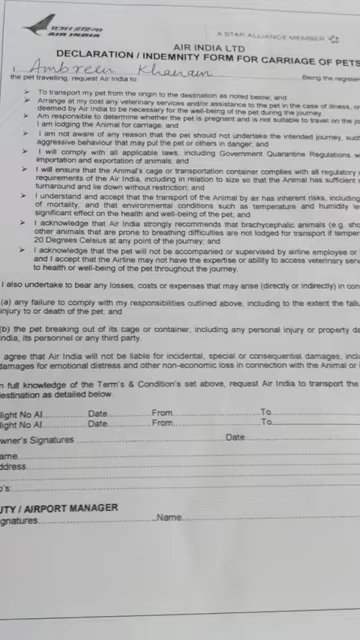 एअर इंडिया
AIR INDIA
A STAR ALLIANCE MEMBER
AIR INDIA LTD
DECLARATION / INDEMNITY FORM FOR CARRIAGE OF PETS
I Ambreen Khanam Being the register
the pet travelling, request Air India to:
➤ To transport my pet from the origin to the destination as noted below; and
➤ Arrange at my cost any veterinary services and/or assistance to the pet in the case of illness, or
deemed by Air India to be necessary for the well-being of the pet during the journey.
➤ Am responsible to determine whether the pet is pregnant and is not suitable to travel on the jo
I am lodging the Animal for carriage; and
➤ I am not aware of any reason that the pet should not undertake the intended journey, such
aggressive behaviour that may put the pet or others in danger; and
➤ I will comply with all applicable laws, including Government Quarantine Regulations w
importation and exportation of animals; and
➤ I will ensure that the Animal's cage or transportation container complies with all regulatory
requirements of the Air India, including in relation to size so that the Animal has sufficient
turnaround and lie down without restriction; and
➤ I understand and accept that the transport of the Animal by air has inherent risks, including
of mortality, and that environmental conditions such as temperature and humidity le
significant effect on the health and well-being of the pet; and
➤ I acknowledge that Air India strongly recommends that brachycephalic animals (e.g. sho
other animals that are prone to breathing difficulties are not lodged for transport if temper
20 Degrees Celsius at any point of the journey; and
➤ I acknowledge that the pet will not be accompanied or supervised by airline employee or
and I accept that the Airline may not have the expertise or ability to access veterinary serv
to health or well-being of the pet throughout the journey.
I also undertake to bear any losses, costs or expenses that may arise (directly or indirectly) in con
(a) any failure to comply with my responsibilities outlined above, including to the extent the failu
injury to or death of the pet; and
(b) the pet breaking out of its cage or container, including any personal injury or property da
India, its personnel or any third party.
agree that Air India will not be liable for incidental, special or consequential damages, inclu
damages for emotional distress and other non-economic loss in connection with the Animal or
n full knowledge of the Term's & Condition's set above, request Air India to transport the
estination as detailed below.
light No AI Date From To
light No AI Date From To
wner's Signatures Date
ame
ddress
o's:
UTY / AIRPORT MANAGER
gnatures Name